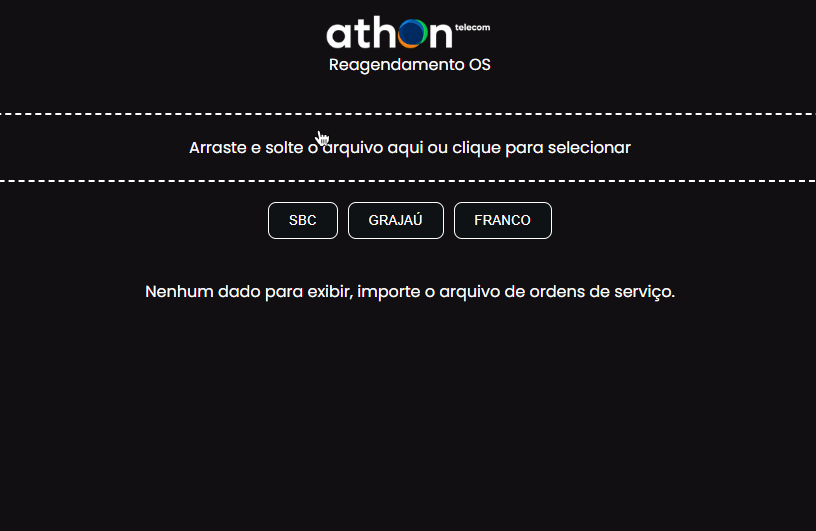 athon telecom
Reagendamento OS
Arraste e solte o arquivo aqui ou clique para selecionar
SBC GRAJAÚ FRANCO
Nenhum dado para exibir, importe o arquivo de ordens de serviço.